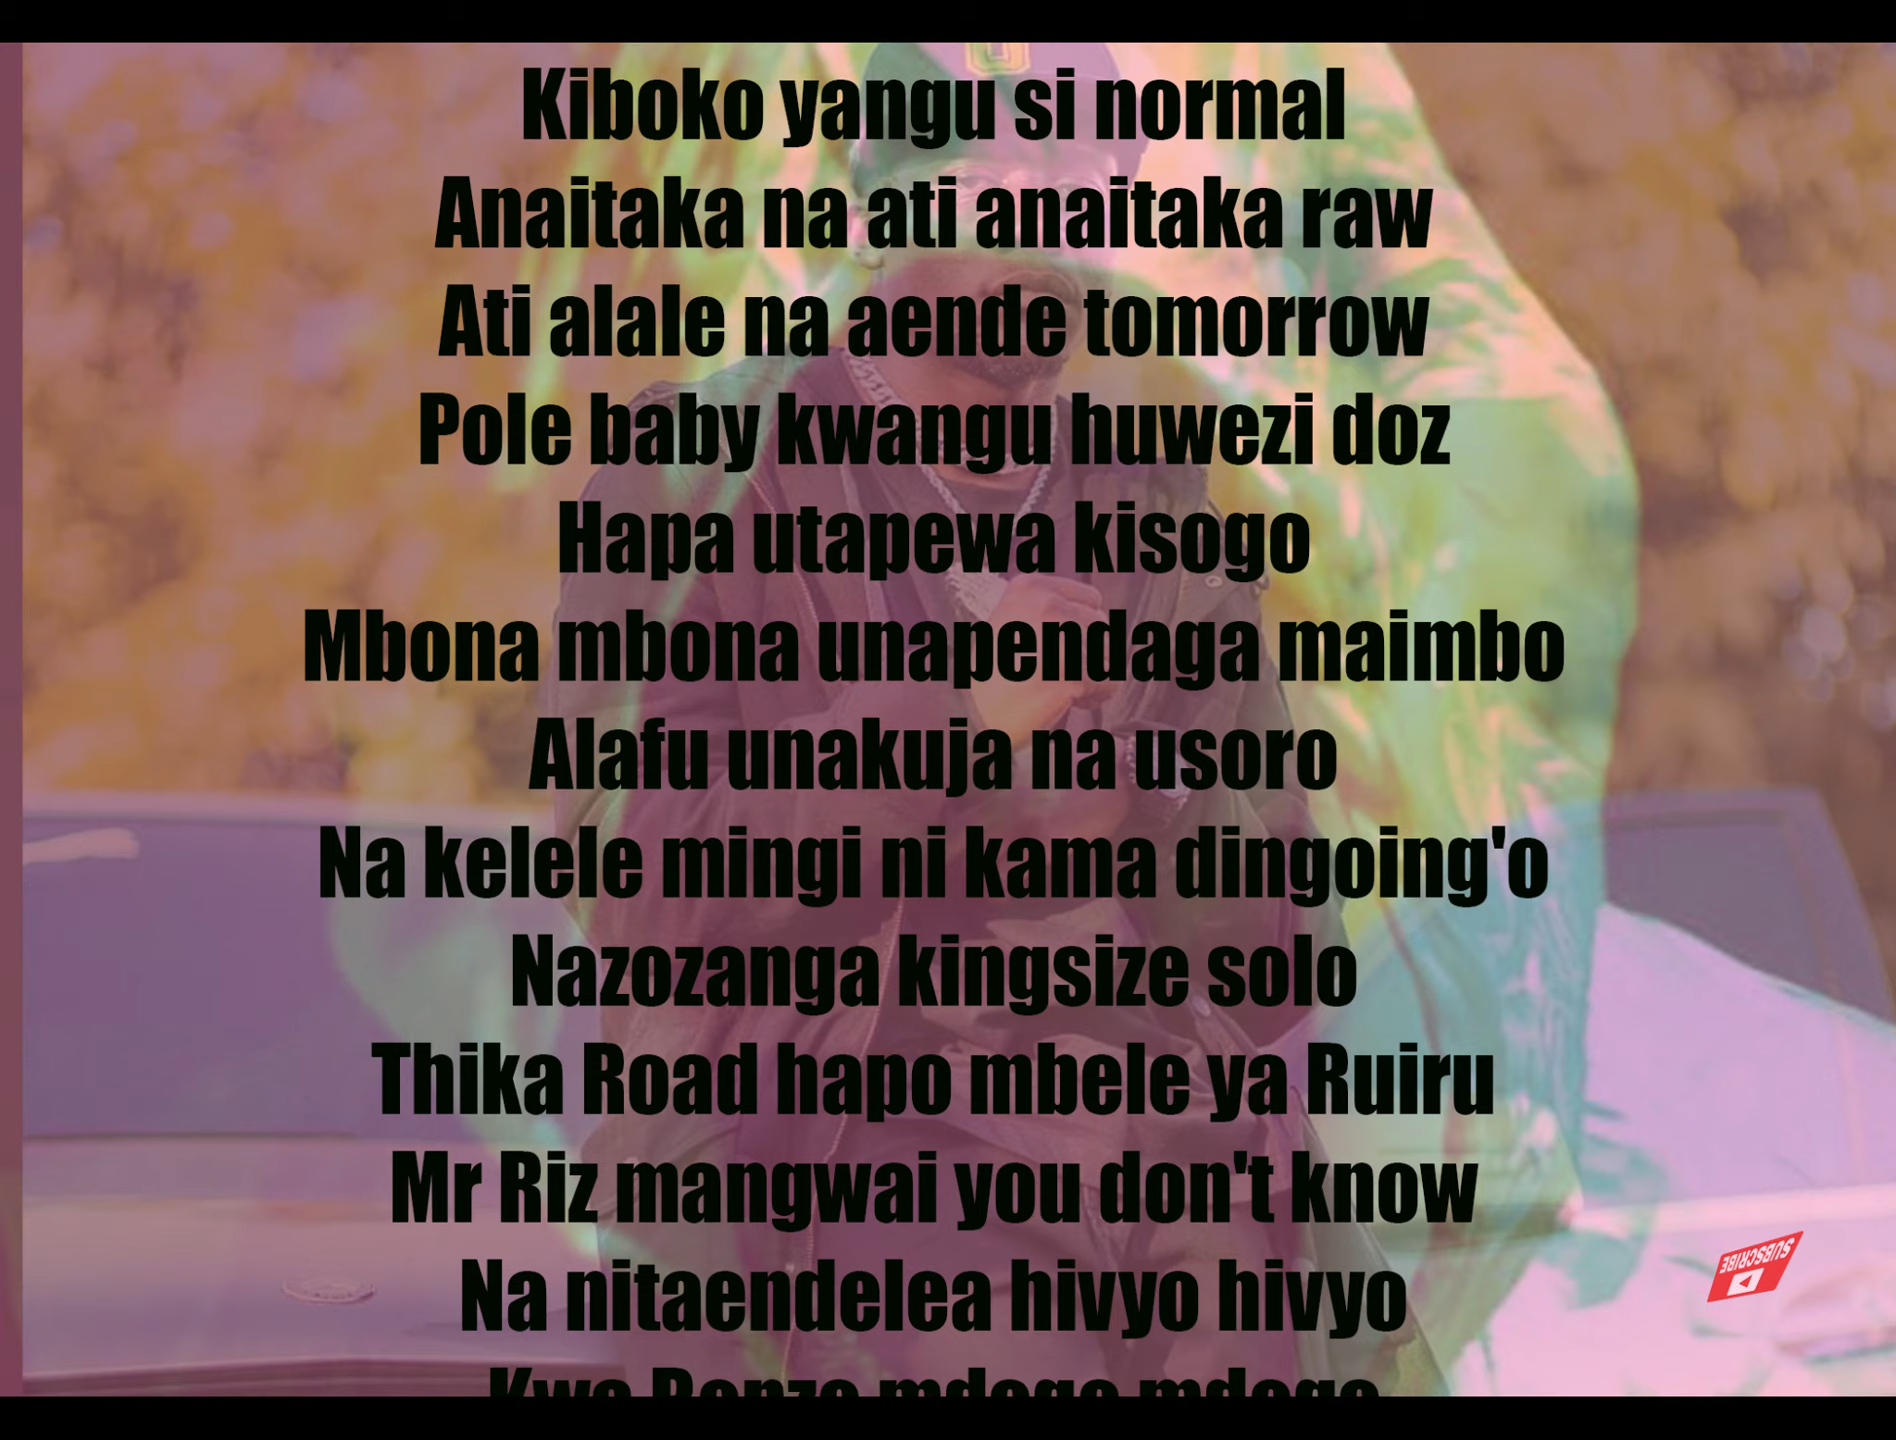 Kiboko yangu si normal
Anaitaka na ati anaitaka raw
Ati alale na aende tomorrow
Pole baby kwangu huwezi doz
Hapa utapewa kisogo
Mbona mbona unapendaga maimbo
Alafu unakuja na usoro
Na kelele mingi ni kama dingoing'o
Nazozanga kingsize solo
Thika Road hapo mbele ya Ruiru
Mr Riz mangwai you don't know
Na nitaendelea hivyo hivyo
SUBSCRIBE